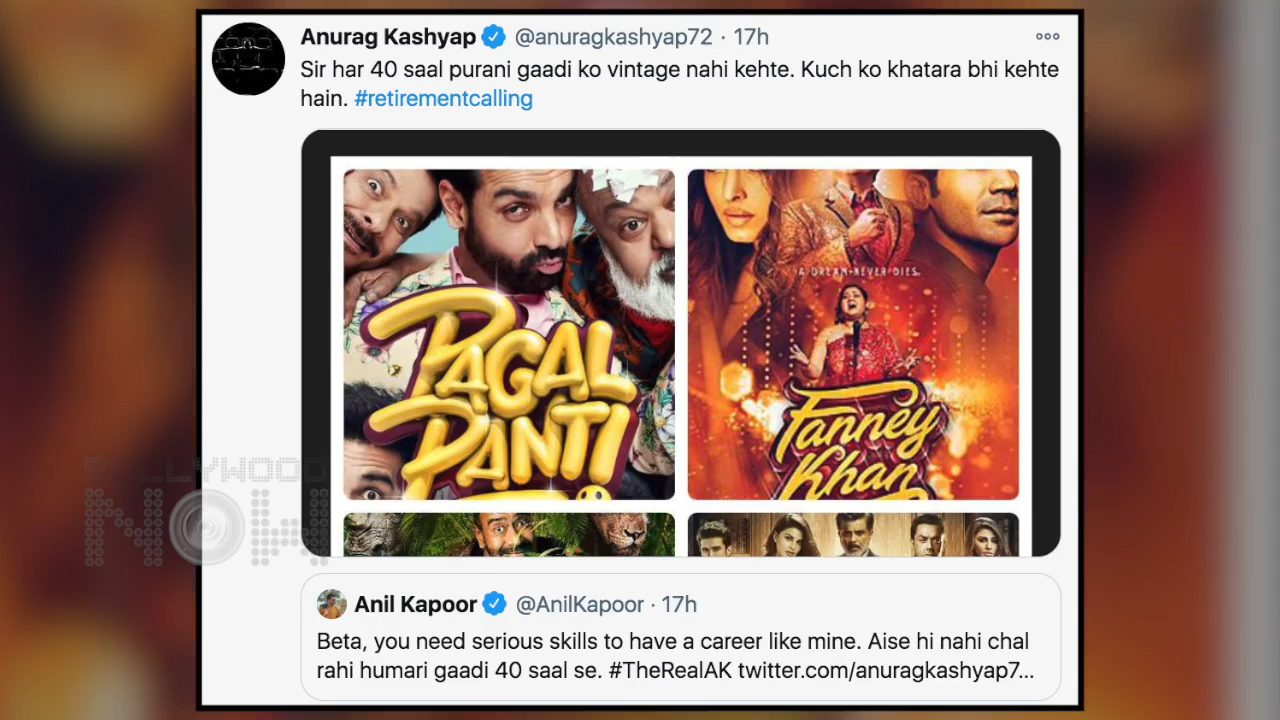 Anurag Kashyap @anuragkashyap72 · 17h
Sir har 40 saal purani gaadi ko vintage nahi kehte. Kuch ko khatara bhi kehte
hain. #retirementcalling
PAGAL
PANTI
A DREAM NEVER DIES.
Fanney
Khan
BOLLYWOOD
NOW
Anil Kapoor @AnilKapoor · 17h
Beta, you need serious skills to have a career like mine. Aise hi nahi chal
rahi humari gaadi 40 saal se. #TheRealAK twitter.com/anuragkashyap7...